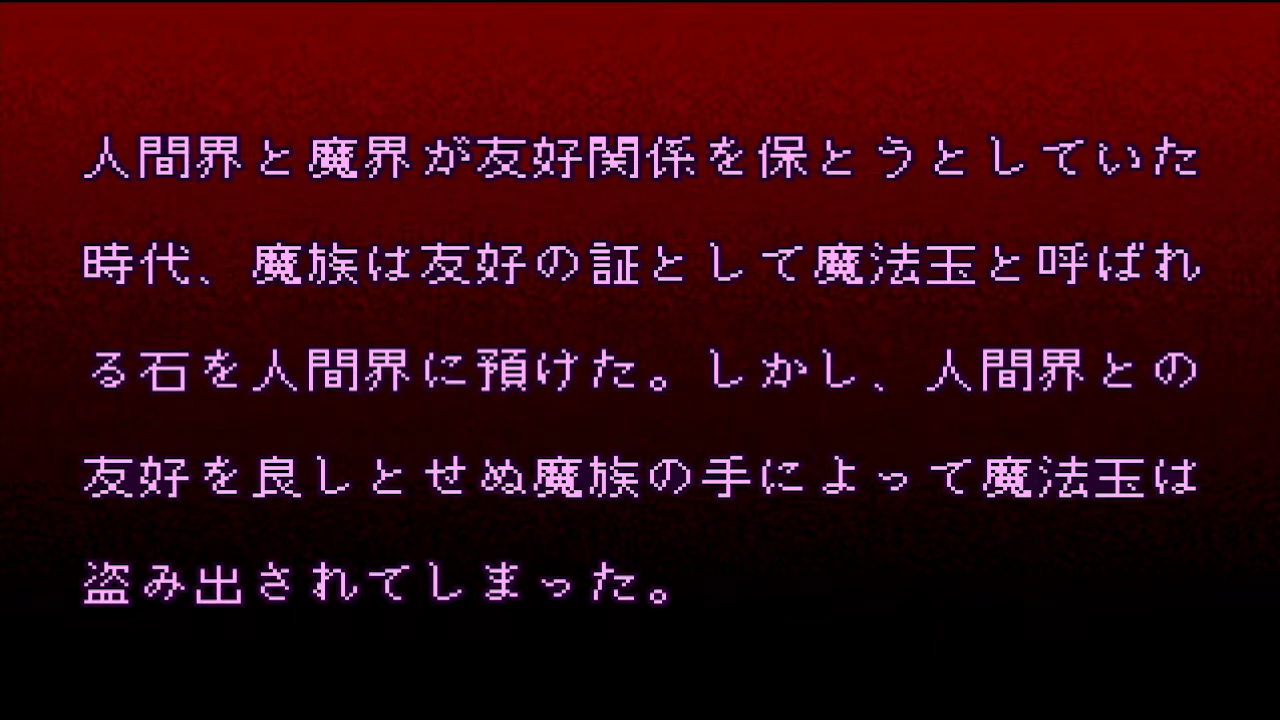 人間界と魔界が友好関係を保とうとしていた
時代、魔族は友好の証として魔法玉と呼ばれ
る石を人間界に預けた。しかし、人間界との
友好を良しとせぬ魔族の手によって魔法玉は
盗み出されてしまった。